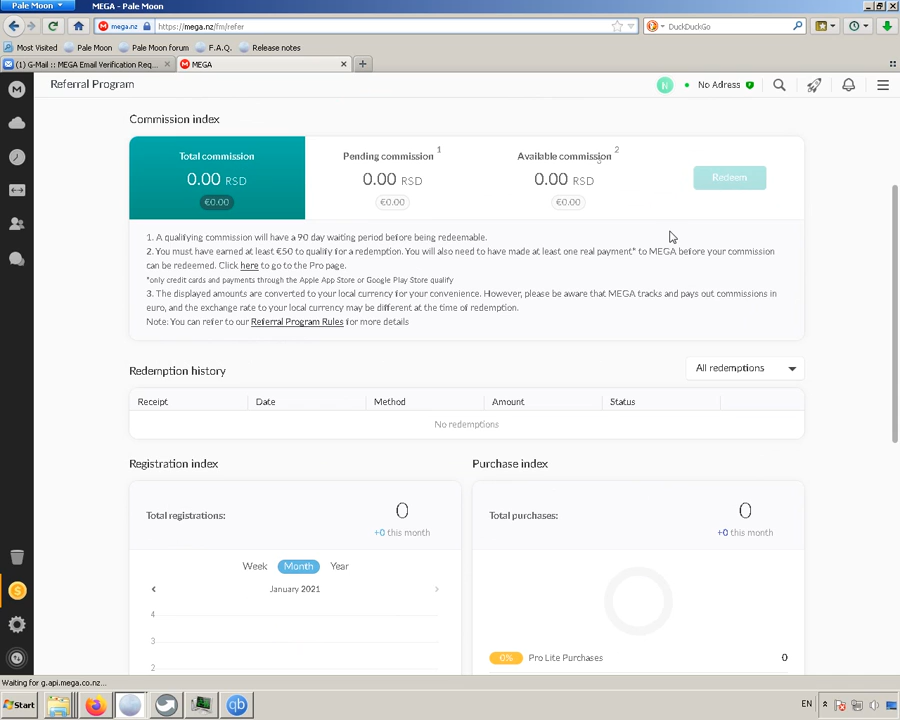 Pale Moon
MEGA - Pale Moon
mega.nz
https://mega.nz/fm/refer
DuckDuckGo
Most Visited
Pale Moon
Pale Moon forum
F.A.Q.
Release notes
(1) G-Mail :: MEGA Email Verification Req...
MEGA
Referral Program
N
No Adress
M
Commission index
Total commission
Pending commission 1
Available commission 2
0.00 RSD
0.00 RSD
0.00 RSD
Redeem
€0.00
€0.00
€0.00
1. A qualifying commission will have a 90 day waiting period before being redeemable.
2. You must have earned at least €50 to qualify for a redemption. You will also need to have made at least one real payment* to MEGA before your commission
can be redeemed. Click here to go to the Pro page.
*only credit cards and payments through the Apple App Store or Google Play Store qualify
3. The displayed amounts are converted to your local currency for your convenience. However, please be aware that MEGA tracks and pays out commissions in
euro, and the exchange rate to your local currency may be different at the time of redemption.
Note: You can refer to our Referral Program Rules for more details
Redemption history
All redemptions
Receipt
Date
Method
Amount
Status
No redemptions
Registration index
Purchase index
Total registrations:
0
+0 this month
Total purchases:
0
+0 this month
Week
Month
Year
January 2021
4
3
2
0%
Pro Lite Purchases
0
Waiting for g.api.mega.co.nz...
Start
qb
EN